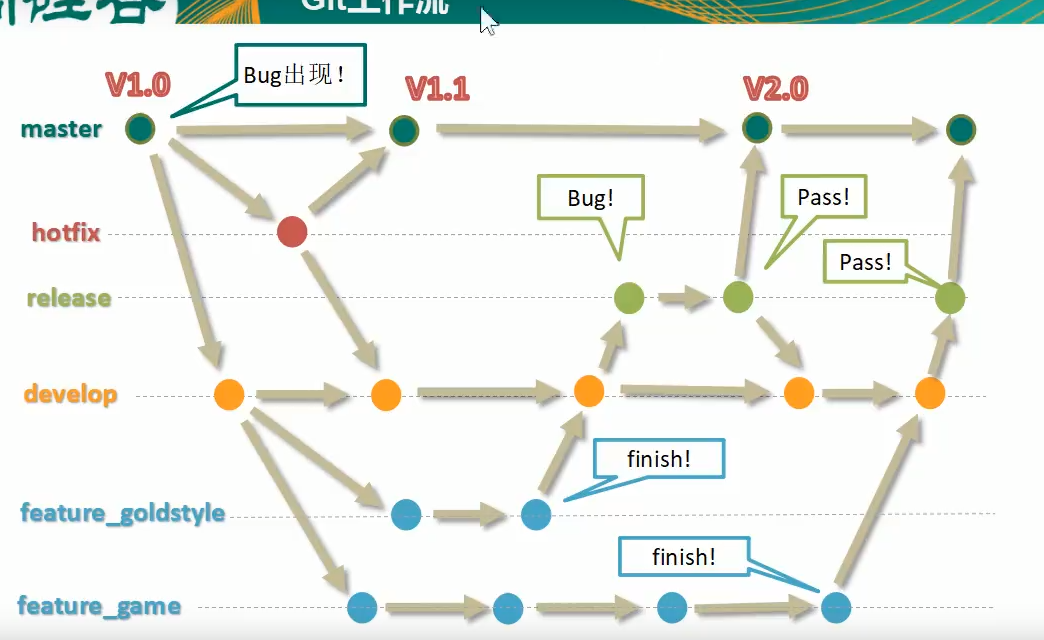 Git工作流
V1.0
Bug出现！
V1.1
V2.0
master
Bug!
Pass!
hotfix
Pass!
release
develop
finish!
feature_goldstyle
finish!
feature_game